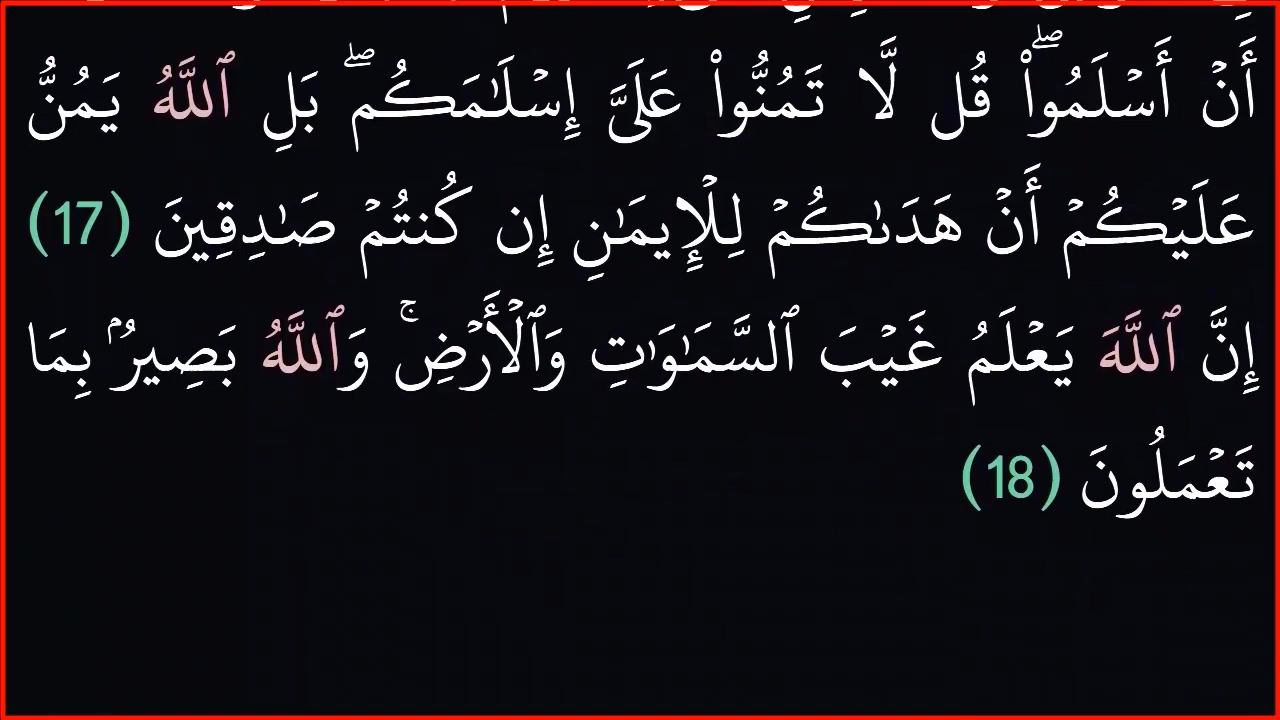 أَنْ أَسْلَمُوا۟ ۖ قُل لَّا تَمُنُّوا۟ عَلَىَّ إِسْلَـٰمَكُم ۖ بَلِ ٱللَّهُ يَمُنُّ
عَلَيْكُمْ أَنْ هَدَىٰكُمْ لِلْإِيمَـٰنِ إِن كُنتُمْ صَـٰدِقِينَ (17)
إِنَّ ٱللَّهَ يَعْلَمُ غَيْبَ ٱلسَّمَـٰوَٰتِ وَٱلْأَرْضِ ۚ وَٱللَّهُ بَصِيرٌۢ بِمَا
تَعْمَلُونَ (18)